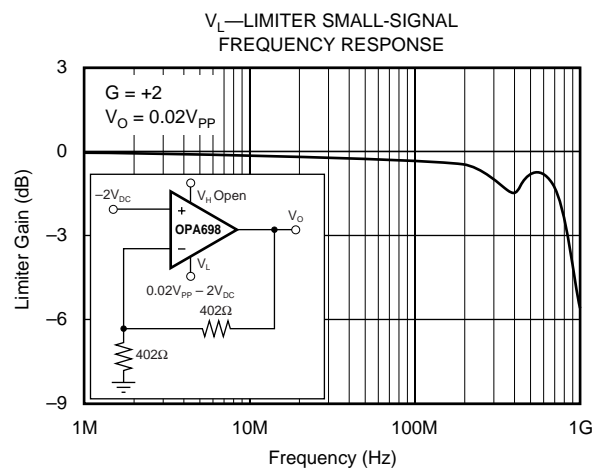 V_L—LIMITER SMALL-SIGNAL
FREQUENCY RESPONSE
3
0
–3
–6
–9
Limiter Gain (dB)
G = +2
V_O = 0.02V_PP
–2V_DC
V_H Open
+
OPA698
–
V_O
V_L
0.02V_PP – 2V_DC
402Ω
402Ω
1M
10M
100M
1G
Frequency (Hz)